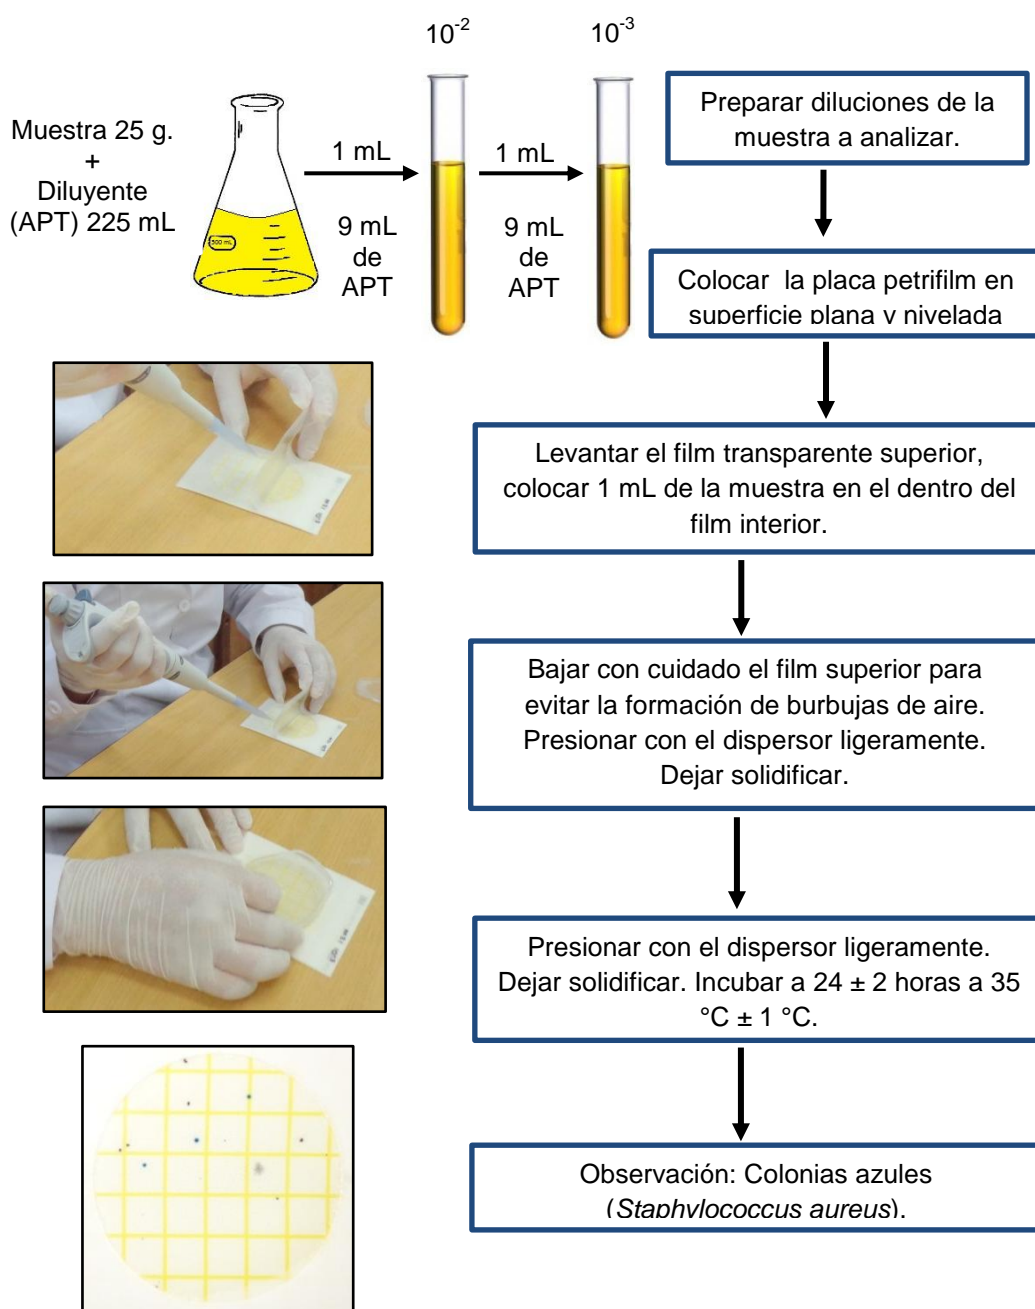 10-2
10-3
Muestra 25 g.
+
Diluyente
(APT) 225 mL
500 mL
1 mL
9 mL
de
APT
1 mL
9 mL
de
APT
Preparar diluciones de la
muestra a analizar.
Colocar la placa petrifilm en
superficie plana y nivelada
Levantar el film transparente superior,
colocar 1 mL de la muestra en el dentro del
film interior.
Bajar con cuidado el film superior para
evitar la formación de burbujas de aire.
Presionar con el dispersor ligeramente.
Dejar solidificar.
Presionar con el dispersor ligeramente.
Dejar solidificar. Incubar a 24 ± 2 horas a 35
°C ± 1 °C.
Observación: Colonias azules
(Staphylococcus aureus).